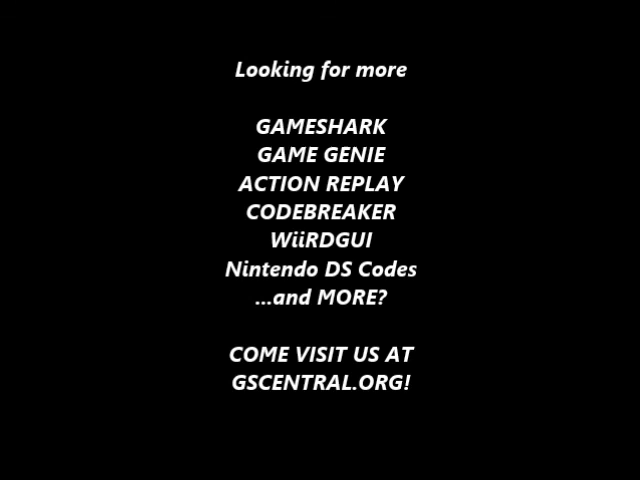 Looking for more
GAMESHARK
GAME GENIE
ACTION REPLAY
CODEBREAKER
WiiRDGUI
Nintendo DS Codes
...and MORE?
COME VISIT US AT
GSCENTRAL.ORG!